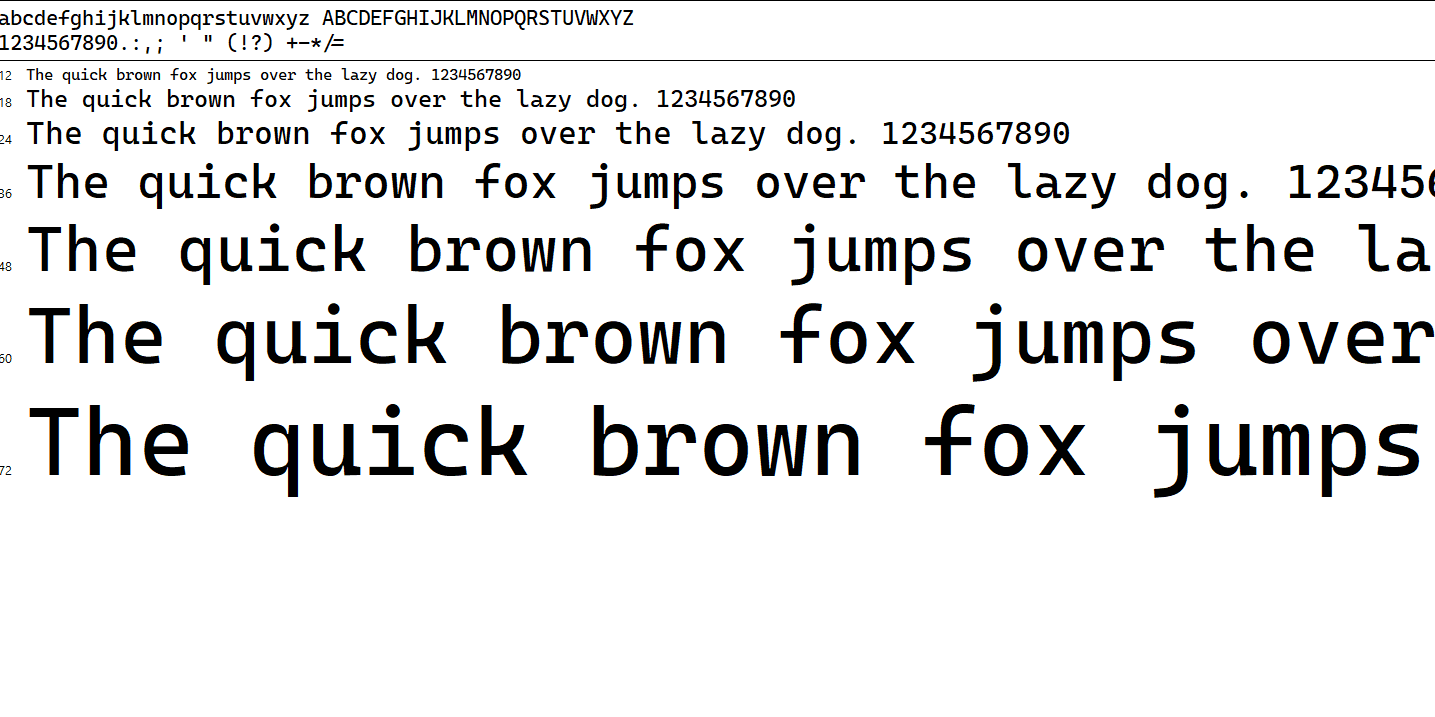 abcdefghijklmnopqrstuvwxyz ABCDEFGHIJKLMNOPQRSTUVWXYZ
1234567890.:,; ' " (!?) +-*/=
12 The quick brown fox jumps over the lazy dog. 1234567890
18 The quick brown fox jumps over the lazy dog. 1234567890
24 The quick brown fox jumps over the lazy dog. 1234567890
36 The quick brown fox jumps over the lazy dog. 123456
48 The quick brown fox jumps over the la
60 The quick brown fox jumps over
72 The quick brown fox jumps